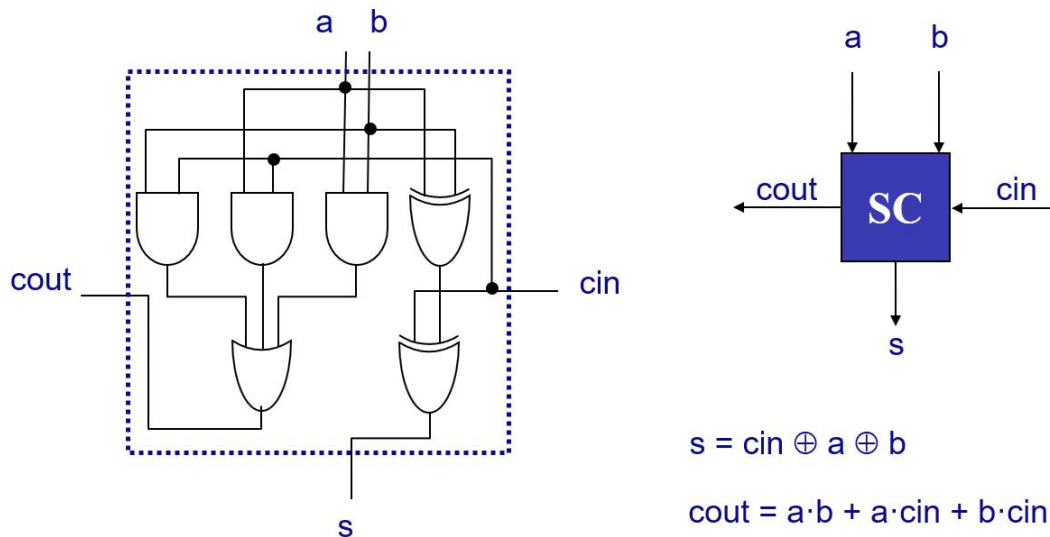 a b
cout
cin
s
a b
cout
SC
cin
s
s = cin ⊕ a ⊕ b
cout = a·b + a·cin + b·cin